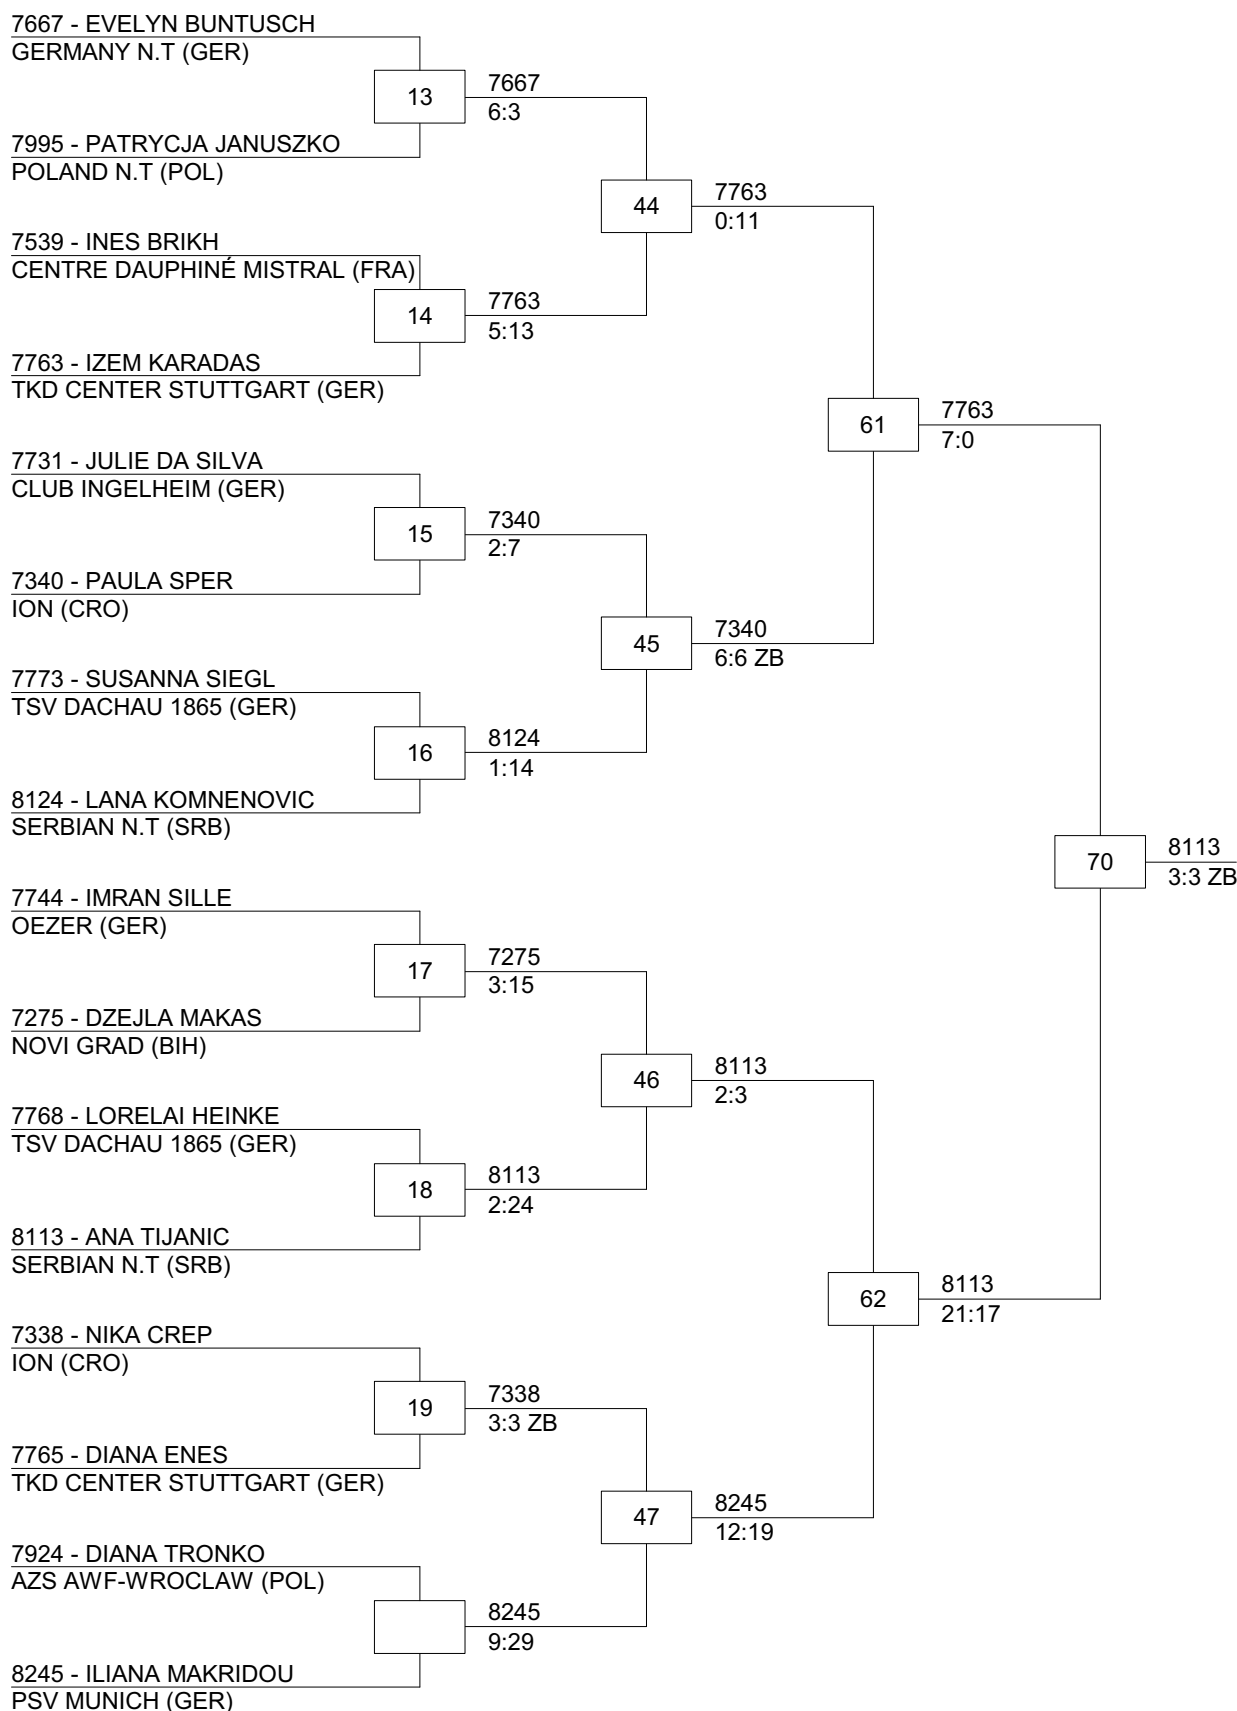 7667 - EVELYN BUNTUSCH
GERMANY N.T (GER)
13
7667
6:3
7995 - PATRYCJA JANUSZKO
POLAND N.T (POL)
44
7763
0:11
7539 - INES BRIKH
CENTRE DAUPHINÉ MISTRAL (FRA)
14
7763
5:13
7763 - IZEM KARADAS
TKD CENTER STUTTGART (GER)
61
7763
7:0
7731 - JULIE DA SILVA
CLUB INGELHEIM (GER)
15
7340
2:7
7340 - PAULA SPER
ION (CRO)
45
7340
6:6 ZB
7773 - SUSANNA SIEGL
TSV DACHAU 1865 (GER)
16
8124
1:14
8124 - LANA KOMNENOVIC
SERBIAN N.T (SRB)
70
8113
3:3 ZB
7744 - IMRAN SILLE
OEZER (GER)
17
7275
3:15
7275 - DZEJLA MAKAS
NOVI GRAD (BIH)
46
8113
2:3
7768 - LORELAI HEINKE
TSV DACHAU 1865 (GER)
18
8113
2:24
8113 - ANA TIJANIC
SERBIAN N.T (SRB)
62
8113
21:17
7338 - NIKA CREP
ION (CRO)
19
7338
3:3 ZB
7765 - DIANA ENES
TKD CENTER STUTTGART (GER)
47
8245
12:19
7924 - DIANA TRONKO
AZS AWF-WROCLAW (POL)
8245
9:29
8245 - ILIANA MAKRIDOU
PSV MUNICH (GER)